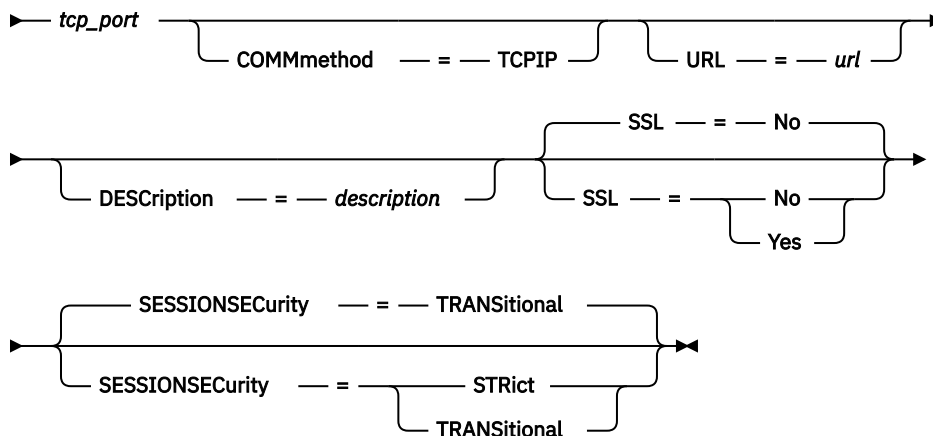 tcp_port
COMMmethod = TCPIP URL = url
SSL = No
DESCription = description SSL = No
Yes
SESSIONSECurity = TRANSitional
SESSIONSECurity = STRict
TRANSitional